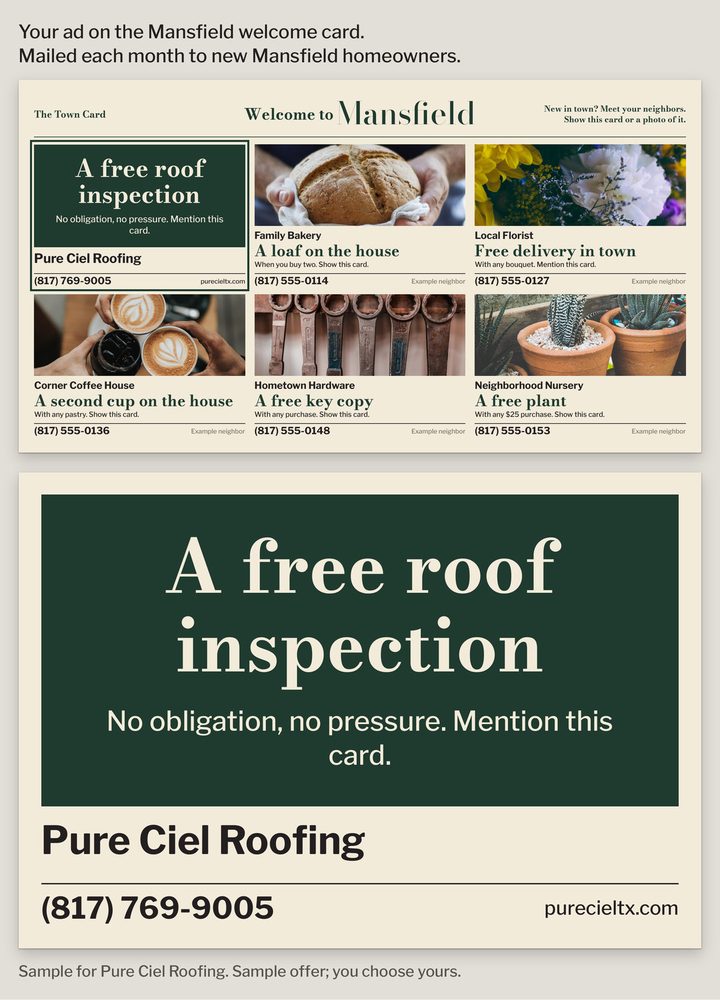 Your ad on the Mansfield welcome card.
Mailed each month to new Mansfield homeowners.
The Town Card
Welcome to Mansfield
New in town? Meet your neighbors.
Show this card or a photo of it.
A free roof
inspection
No obligation, no pressure. Mention this
card.
Pure Ciel Roofing
(817) 769-9005
purecieltx.com
Family Bakery
A loaf on the house
When you buy two. Show this card.
(817) 555-0114
Example neighbor
Local Florist
Free delivery in town
With any bouquet. Mention this card.
(817) 555-0127
Example neighbor
Corner Coffee House
A second cup on the house
With any pastry. Show this card.
(817) 555-0136
Example neighbor
Hometown Hardware
A free key copy
With any purchase. Show this card.
(817) 555-0148
Example neighbor
Neighborhood Nursery
A free plant
With any $25 purchase. Show this card.
(817) 555-0153
Example neighbor
A free roof
inspection
No obligation, no pressure. Mention this
card.
Pure Ciel Roofing
(817) 769-9005
purecieltx.com
Sample for Pure Ciel Roofing. Sample offer; you choose yours.